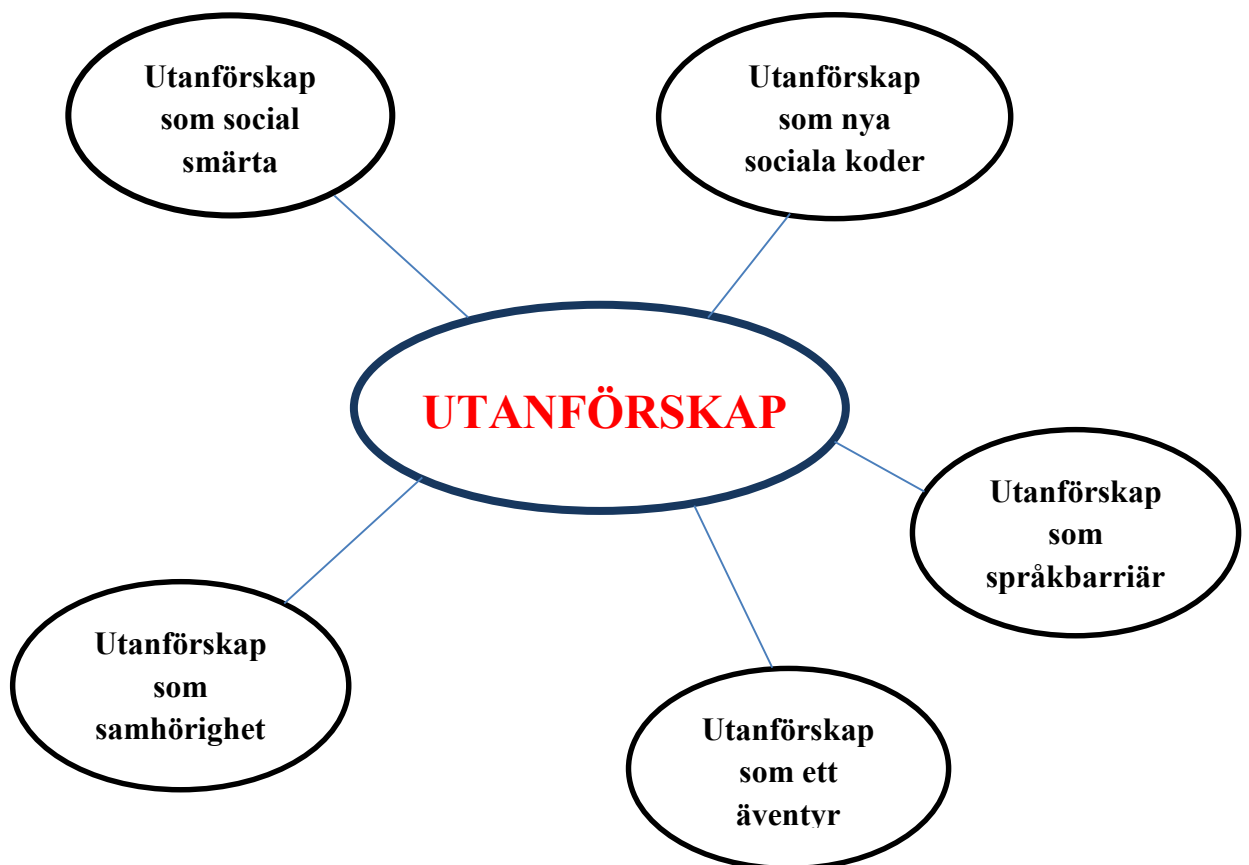 Utanförskap
som social
smärta
Utanförskap
som nya
sociala koder
UTANFÖRSKAP
Utanförskap
som
språkbarriär
Utanförskap
som
samhörighet
Utanförskap
som ett
äventyr